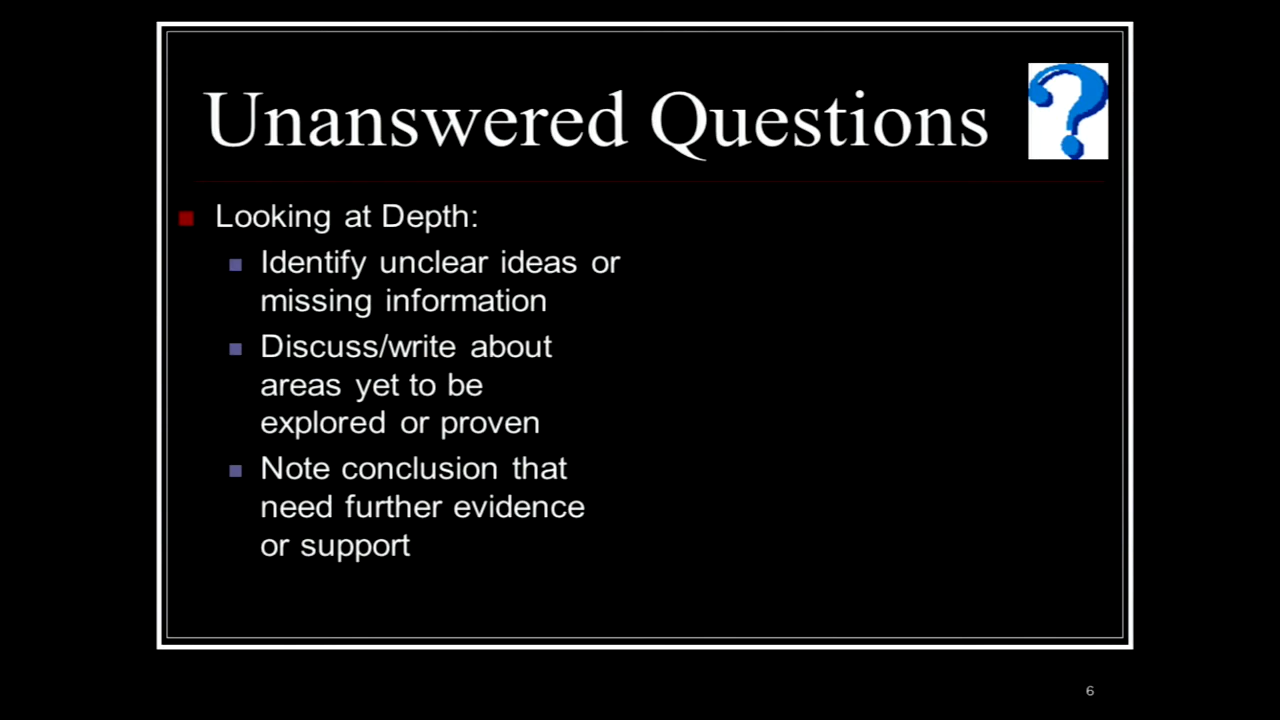 Unanswered Questions
Looking at Depth:
Identify unclear ideas or
missing information
Discuss/write about
areas yet to be
explored or proven
Note conclusion that
need further evidence
or support
6